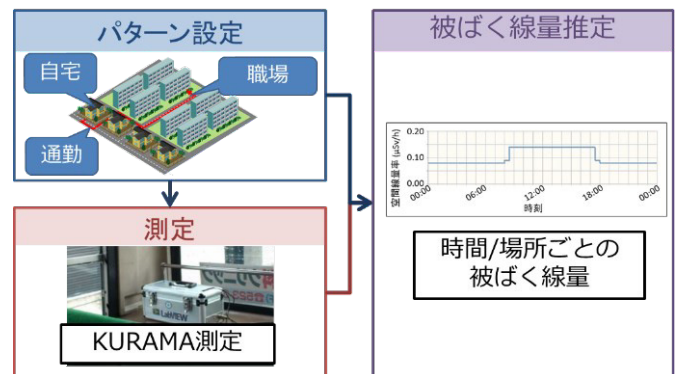 パターン設定
自宅
職場
通勤
測定
LabVIEW
KURAMA測定
被ばく線量推定
空間線量率 (μSv/h)
0.20
0.10
0.00
00:00
06:00
12:00
18:00
00:00
時刻
時間/場所ごとの
被ばく線量